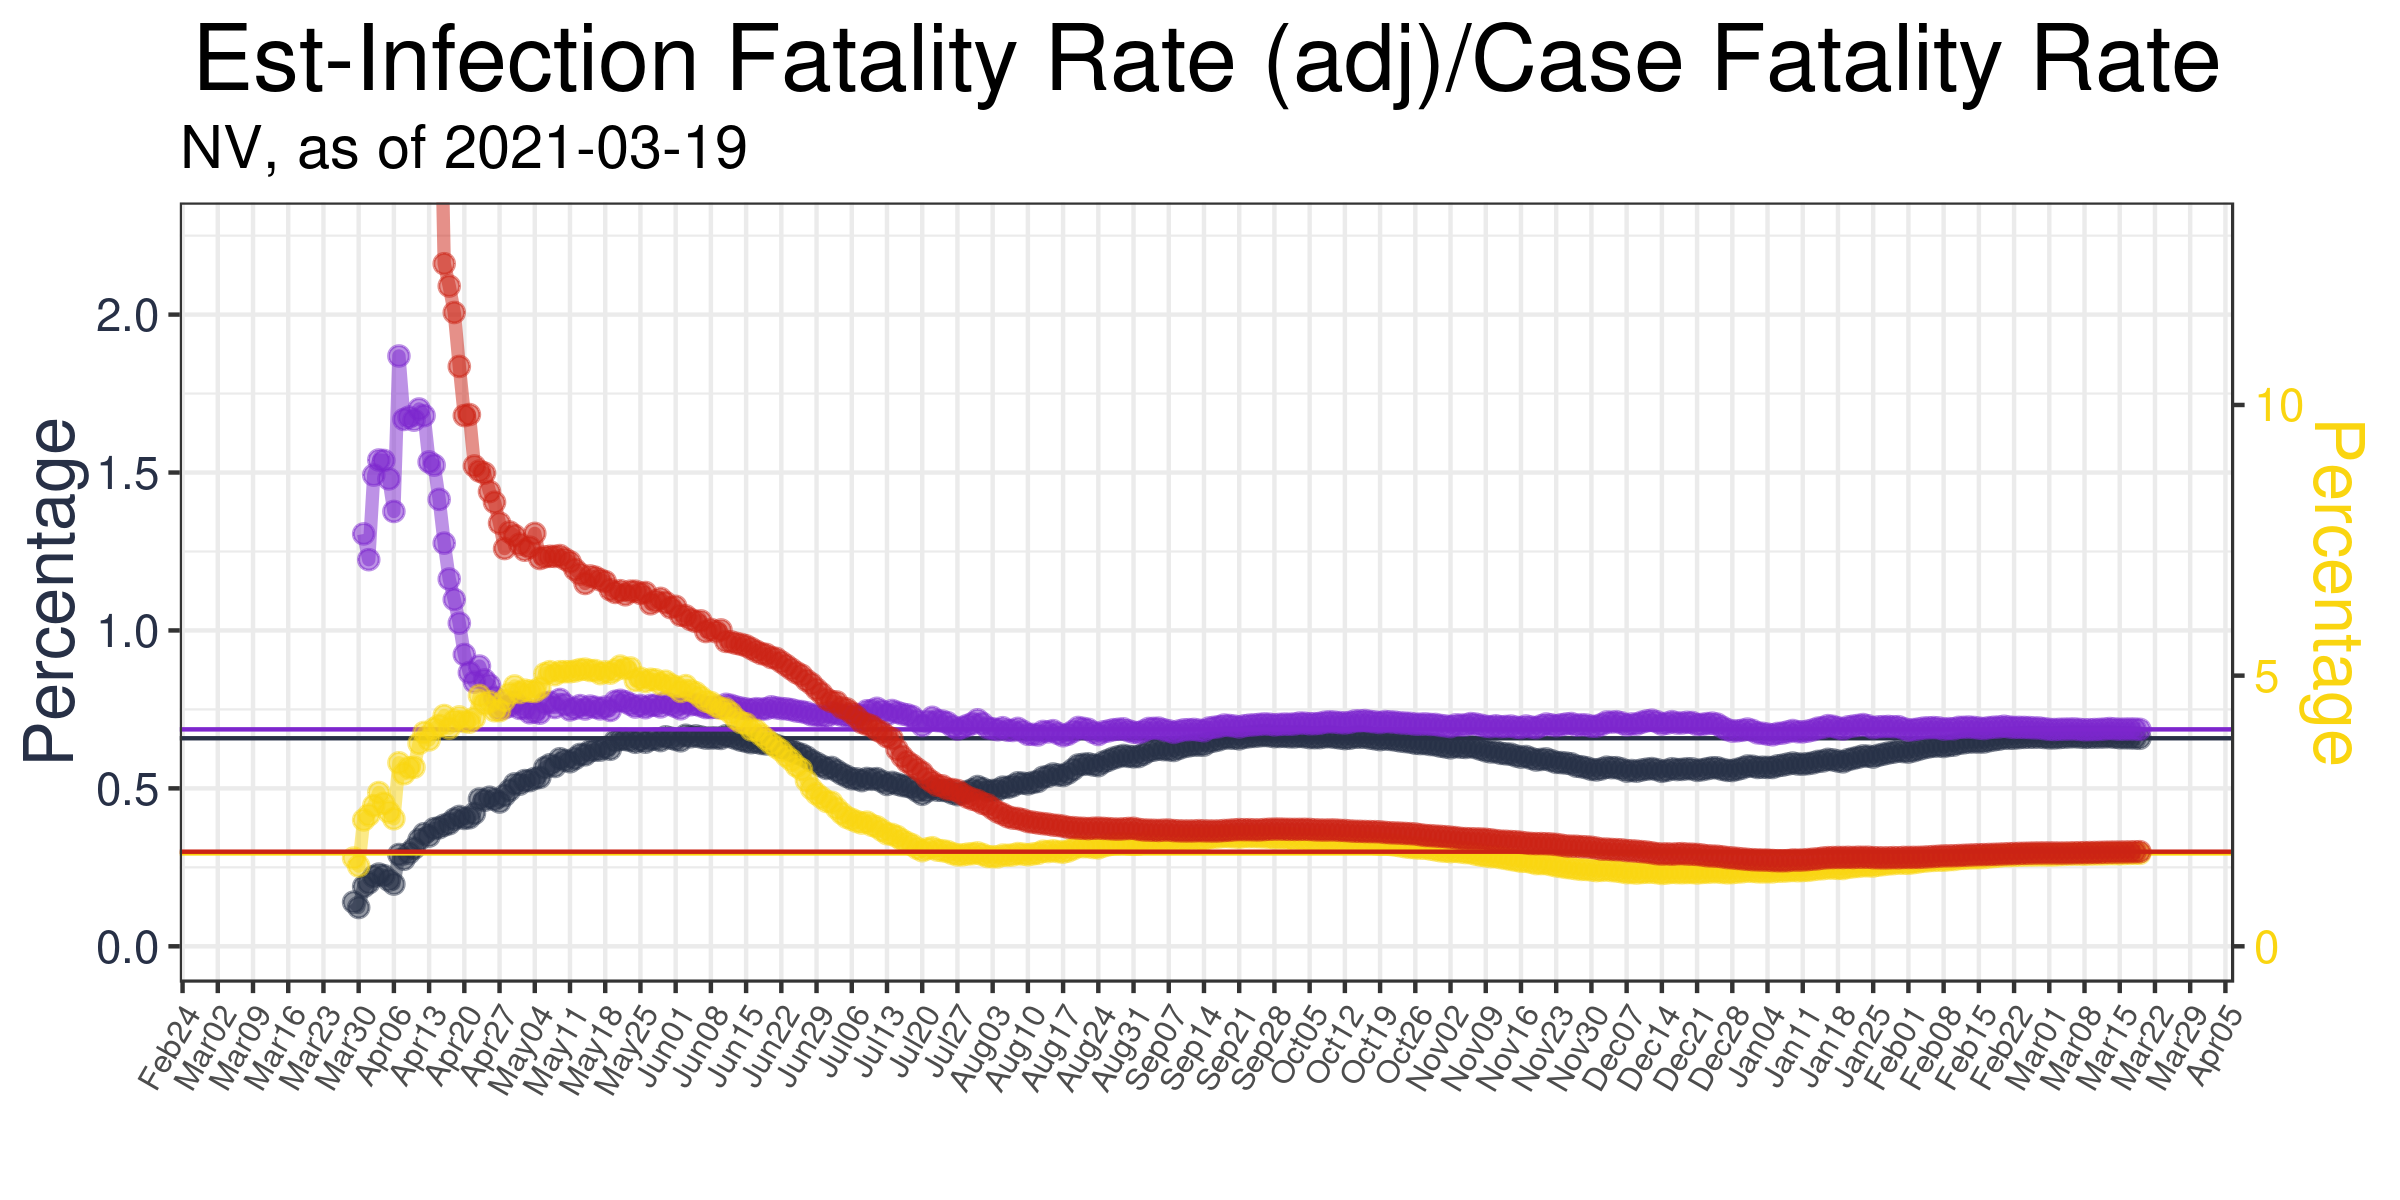 Est-Infection Fatality Rate (adj)/Case Fatality Rate
NV, as of 2021-03-19
Percentage
2.0
1.5
1.0
0.5
0.0
10
5
0
Percentage
Feb24
Mar02
Mar09
Mar16
Mar23
Mar30
Apr06
Apr13
Apr20
Apr27
May04
May11
May18
May25
Jun01
Jun08
Jun15
Jun22
Jun29
Jul06
Jul13
Jul20
Jul27
Aug03
Aug10
Aug17
Aug24
Aug31
Sep07
Sep14
Sep21
Sep28
Oct05
Oct12
Oct19
Oct26
Nov02
Nov09
Nov16
Nov23
Nov30
Dec07
Dec14
Dec21
Dec28
Jan04
Jan11
Jan18
Jan25
Feb01
Feb08
Feb15
Feb22
Mar01
Mar08
Mar15
Mar22
Mar29
Apr05